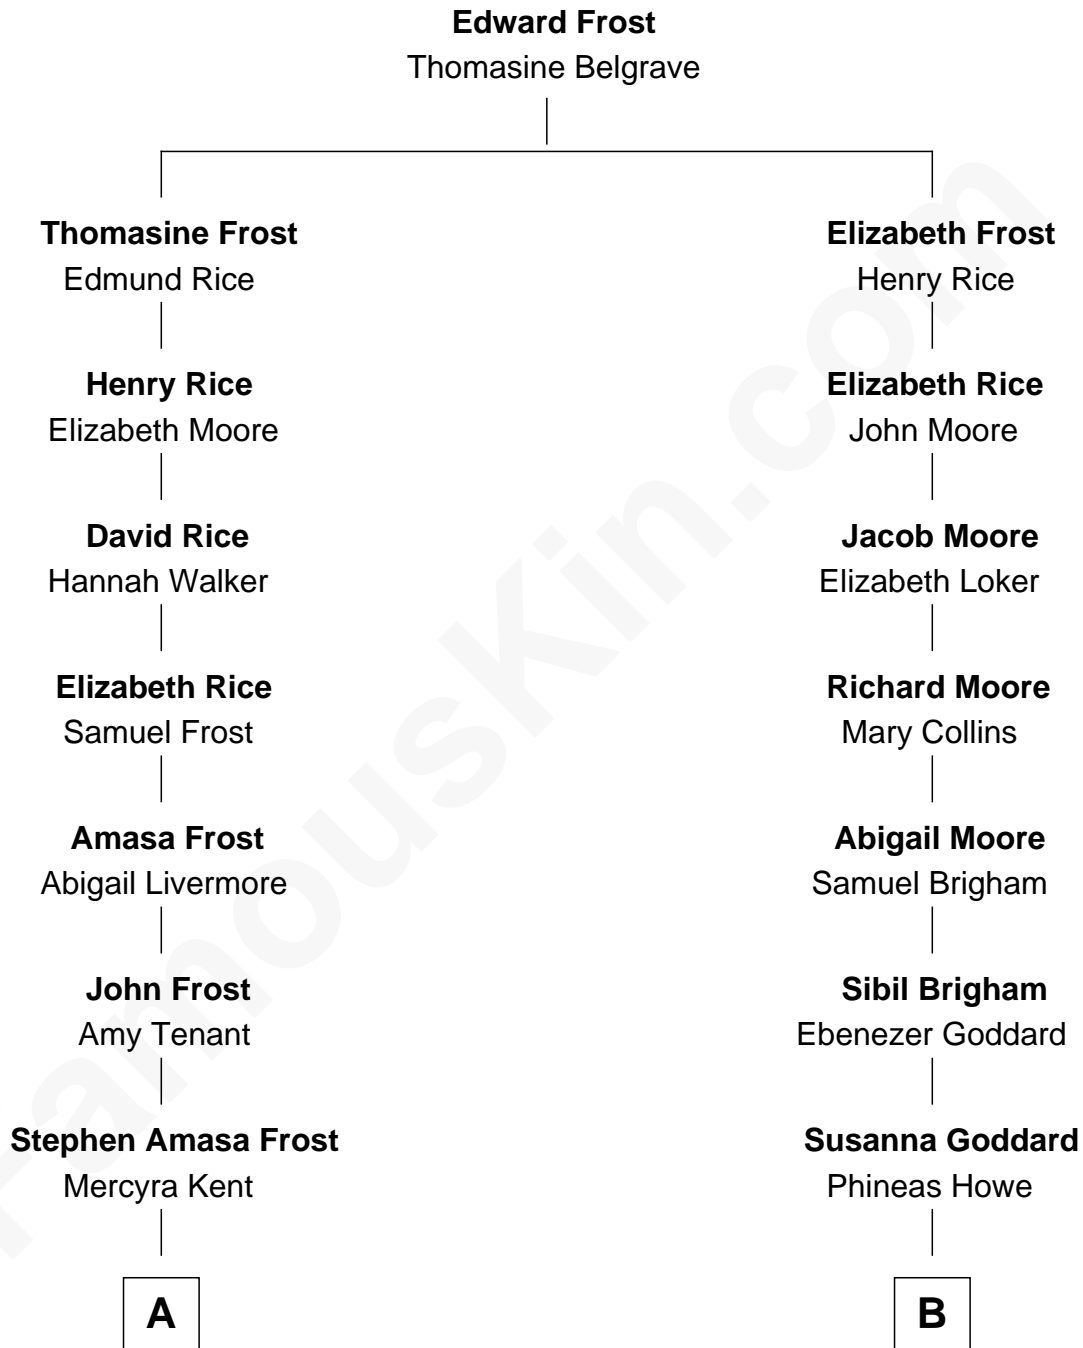 Edward Frost
Thomasine Belgrave
Thomasine Frost
Edmund Rice
Elizabeth Frost
Henry Rice
Henry Rice
Elizabeth Moore
Elizabeth Rice
John Moore
David Rice
Hannah Walker
Jacob Moore
Elizabeth Loker
Elizabeth Rice
Samuel Frost
Richard Moore
Mary Collins
Amasa Frost
Abigail Livermore
Abigail Moore
Samuel Brigham
John Frost
Amy Tenant
Sibil Brigham
Ebenezer Goddard
Stephen Amasa Frost
Mercyra Kent
Susanna Goddard
Phineas Howe
A
B
FamousKin.com